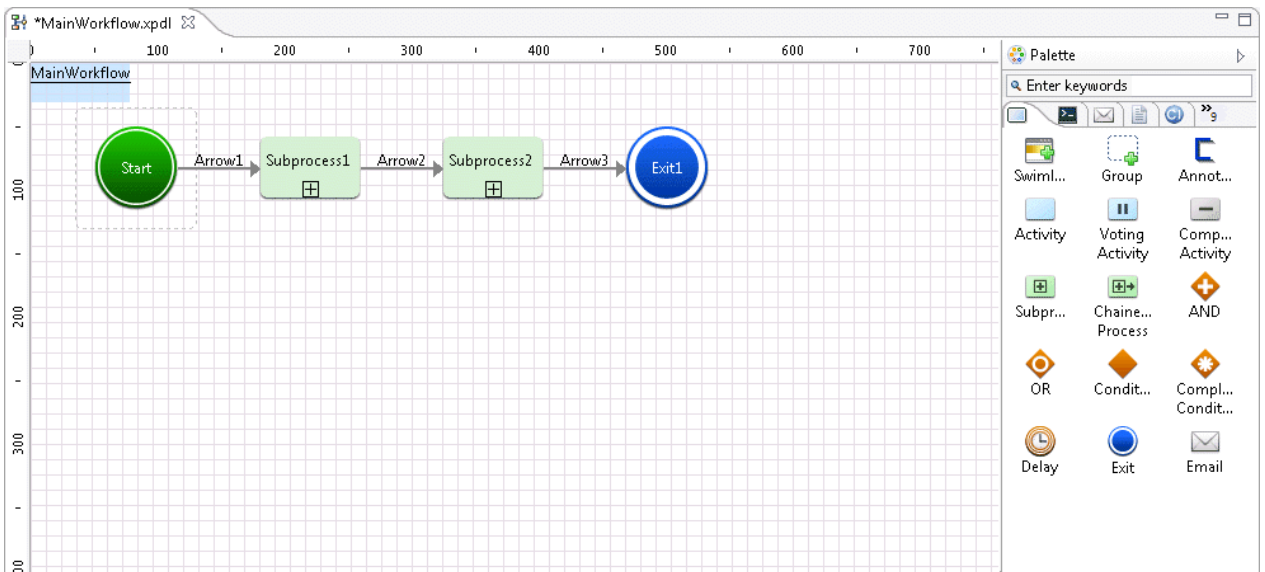 *MainWorkflow.xpdl
0 100 200 300 400 500 600 700
Palette
MainWorkflow
Enter keywords
9
Start
Arrow1
Subprocess1
Arrow2
Subprocess2
Arrow3
Exit1
100
200
300
Swiml... Group Annot...
Activity Voting Activity Comp... Activity
Subpr... Chaine... Process AND
OR Condit... Compl... Condit...
Delay Exit Email